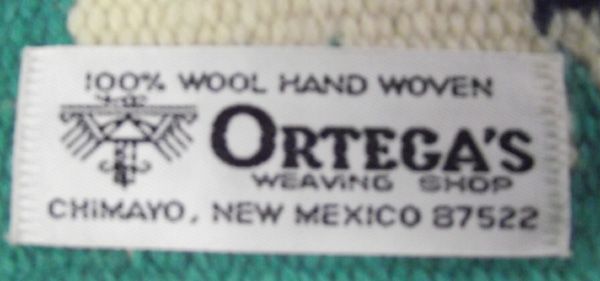 100% WOOL HAND WOVEN
ORTEGA'S
WEAVING SHOP
CHIMAYO, NEW MEXICO 87522